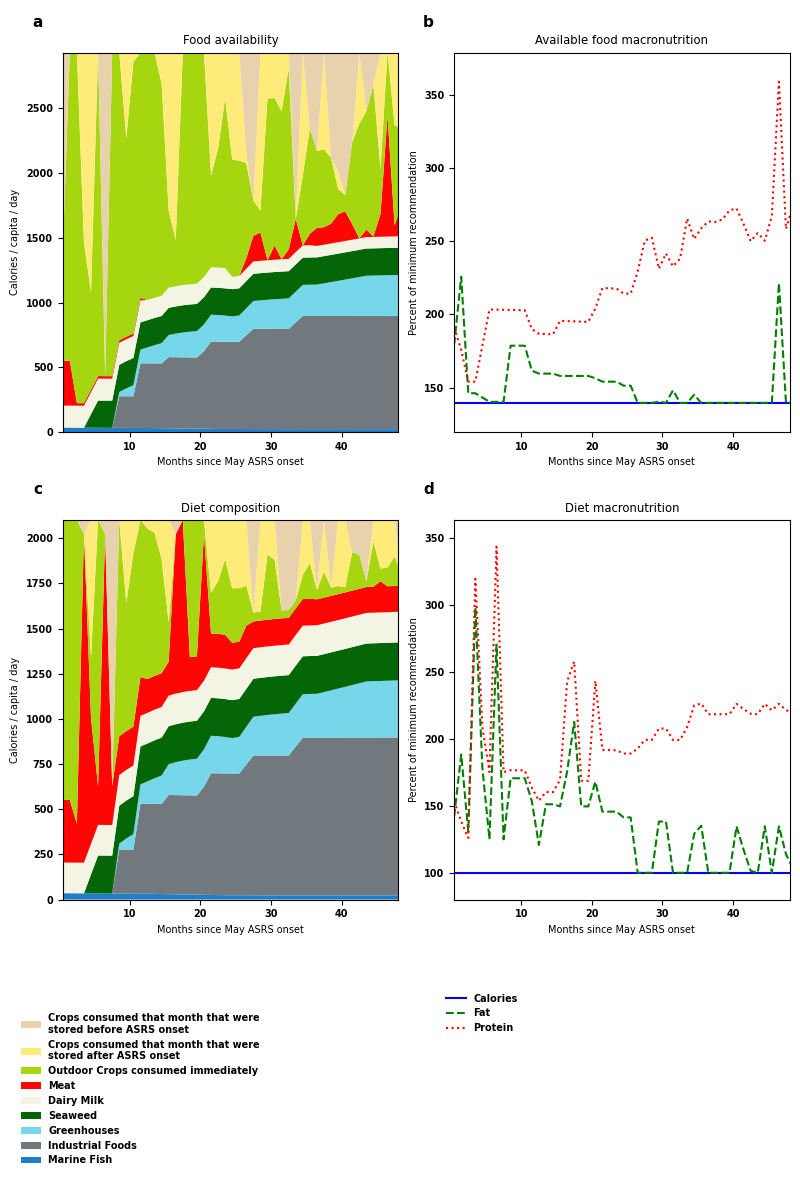 a
Food availability
Calories / capita / day
2500
2000
1500
1000
500
0
10
20
30
40
Months since May ASRS onset
b
Available food macronutrition
Percent of minimum recommendation
350
300
250
200
150
10
20
30
40
Months since May ASRS onset
c
Diet composition
Calories / capita / day
2000
1750
1500
1250
1000
750
500
250
0
10
20
30
40
Months since May ASRS onset
d
Diet macronutrition
Percent of minimum recommendation
350
300
250
200
150
100
10
20
30
40
Months since May ASRS onset
Crops consumed that month that were
stored before ASRS onset
Crops consumed that month that were
stored after ASRS onset
Outdoor Crops consumed immediately
Meat
Dairy Milk
Seaweed
Greenhouses
Industrial Foods
Marine Fish
Calories
Fat
Protein